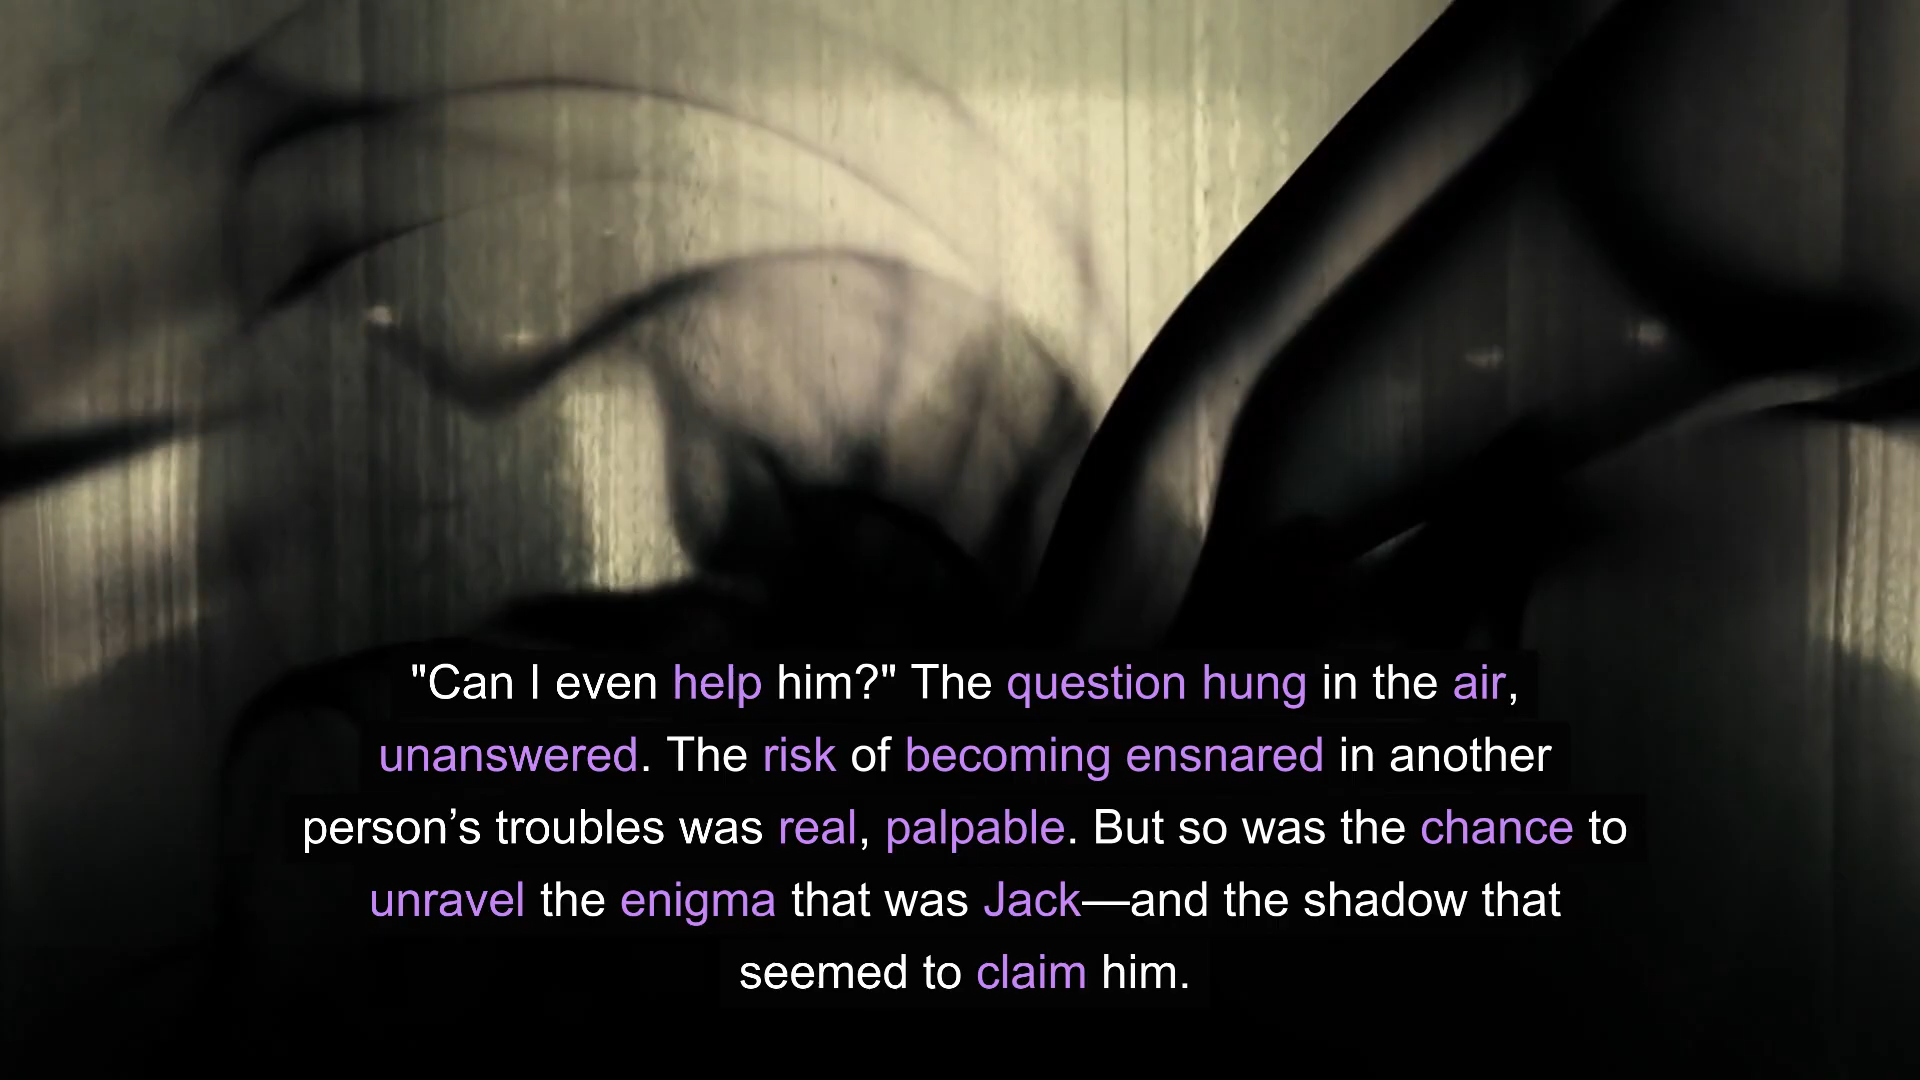 "Can I even help him?" The question hung in the air,
unanswered. The risk of becoming ensnared in another
person’s troubles was real, palpable. But so was the chance to
unravel the enigma that was Jack—and the shadow that
seemed to claim him.